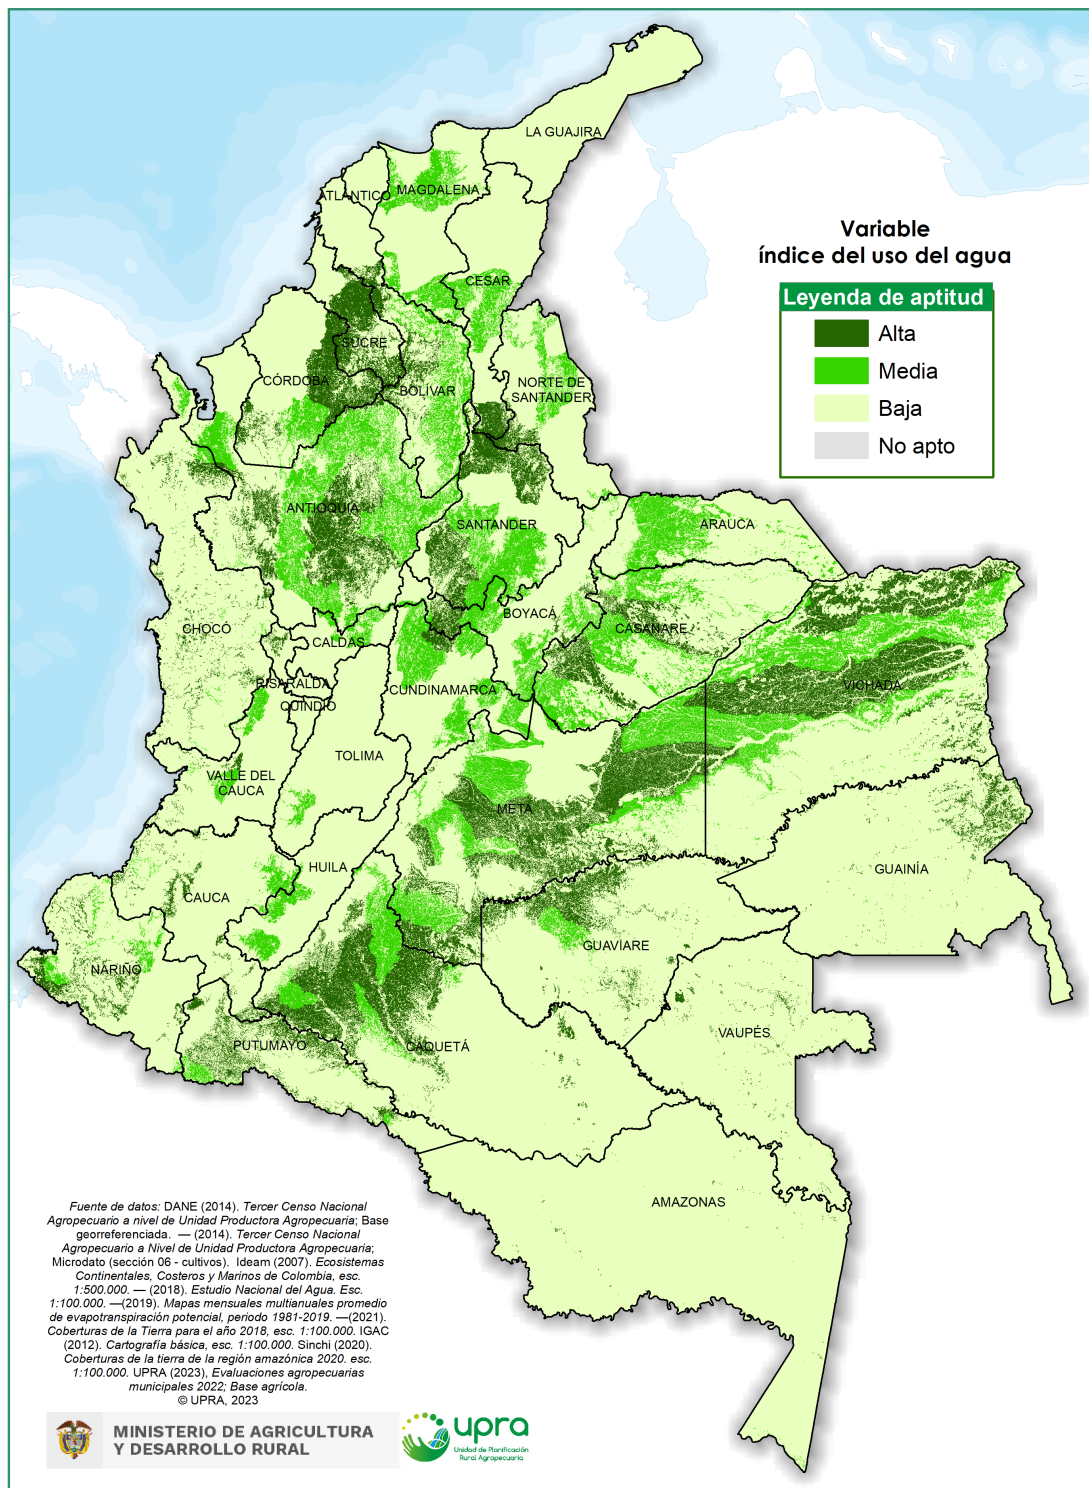 LA GUAJIRA
ATLÁNTICO
MAGDALENA
Variable
índice del uso del agua
Leyenda de aptitud
Alta
Media
Baja
No apto
CESAR
SUCRE
CÓRDOBA
BOLÍVAR
NORTE DE
SANTANDER
ANTIOQUIA
SANTANDER
ARAUCA
BOYACÁ
CHOCÓ
CALDAS
CASANARE
RISARALDA
CUNDINAMARCA
VICHADA
QUINDIO
TOLIMA
VALLE DEL
CAUCA
META
HUILA
GUAINÍA
CAUCA
GUAVIARE
NARIÑO
VAUPÉS
PUTUMAYO
CAQUETÁ
AMAZONAS
Fuente de datos: DANE (2014). Tercer Censo Nacional
Agropecuario a nivel de Unidad Productora Agropecuaria; Base
georreferenciada. — (2014). Tercer Censo Nacional
Agropecuario a Nivel de Unidad Productora Agropecuaria;
Microdato (sección 06 - cultivos). Ideam (2007). Ecosistemas
Continentales, Costeros y Marinos de Colombia, esc.
1:500.000. — (2018). Estudio Nacional del Agua. Esc.
1:100.000. —(2019). Mapas mensuales multianuales promedio
de evapotranspiración potencial, periodo 1981-2019. —(2021).
Coberturas de la Tierra para el año 2018, esc. 1:100.000. IGAC
(2012). Cartografía básica, esc. 1:100.000. Sinchi (2020).
Coberturas de la tierra de la región amazónica 2020. esc.
1:100.000. UPRA (2023), Evaluaciones agropecuarias
municipales 2022; Base agrícola.
© UPRA, 2023
MINISTERIO DE AGRICULTURA
Y DESARROLLO RURAL
upra
Unidad de Planificación
Rural Agropecuaria